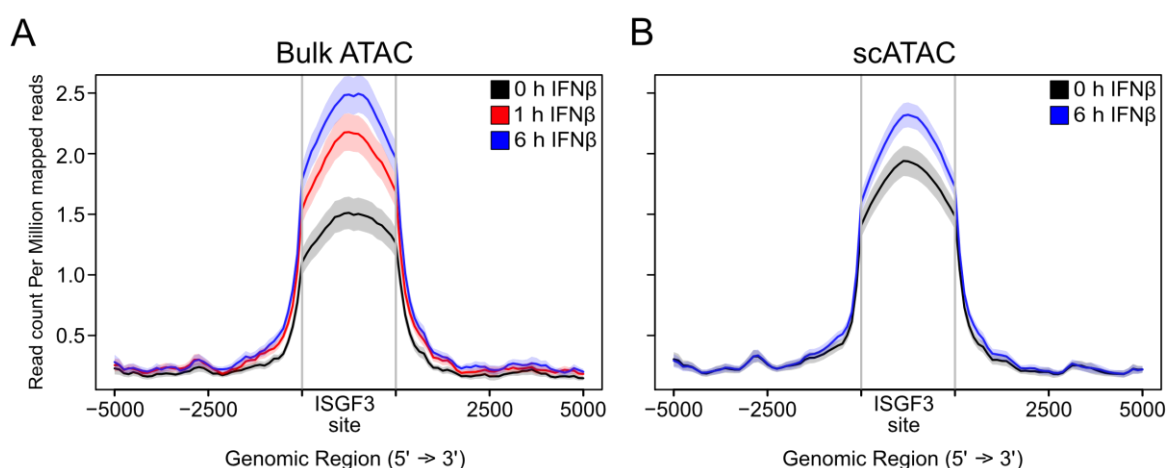 A
Bulk ATAC
Read count Per Million mapped reads
2.5
2.0
1.5
1.0
0.5
0 h IFNβ
1 h IFNβ
6 h IFNβ
−5000
−2500
ISGF3
site
2500
5000
Genomic Region (5' → 3')
B
scATAC
0 h IFNβ
6 h IFNβ
−5000
−2500
ISGF3
site
2500
5000
Genomic Region (5' → 3')